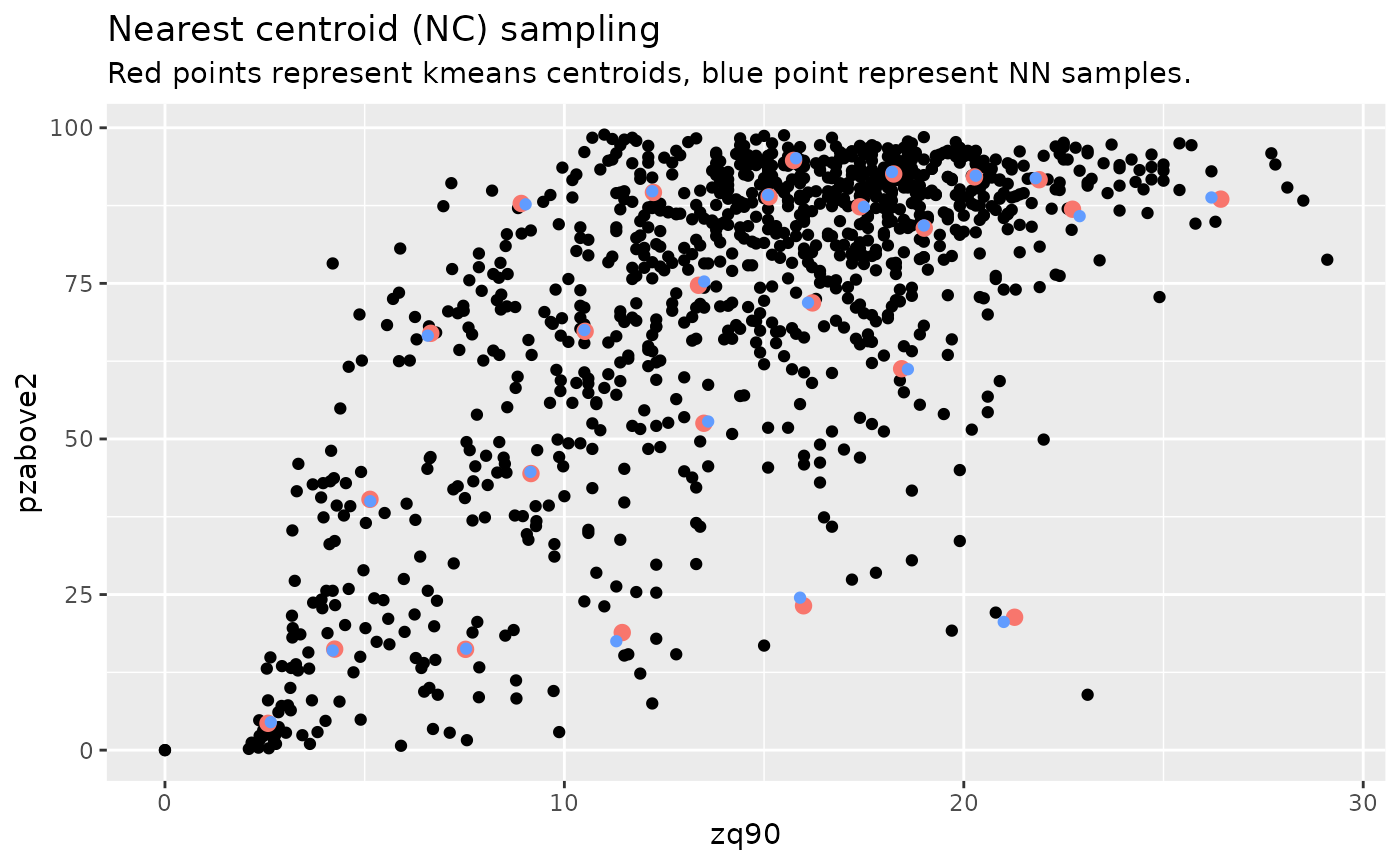 Nearest centroid (NC) sampling
Red points represent kmeans centroids, blue point represent NN samples.
100
75
50
25
0
pzabove2
0 10 20 30
zq90